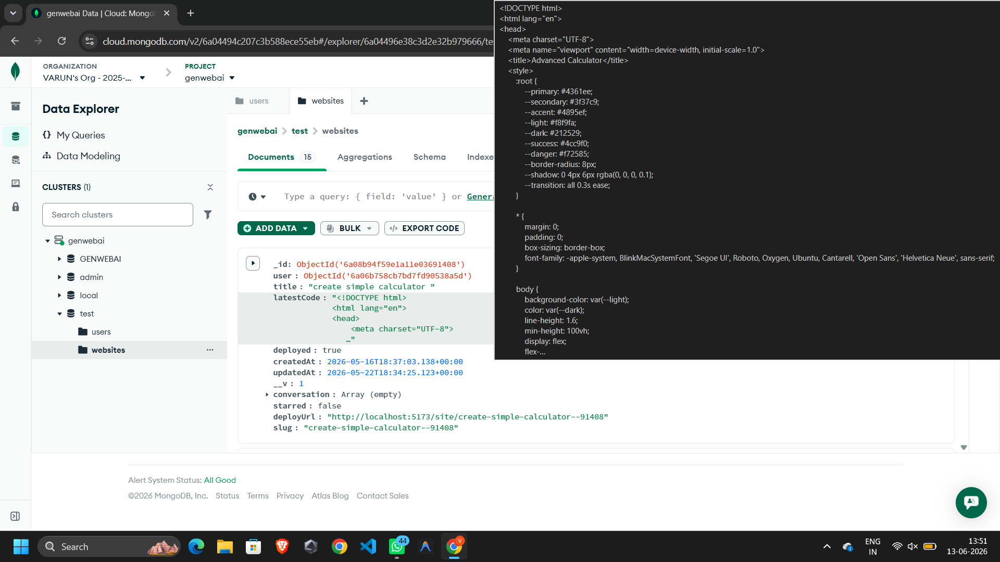 genwebai Data | Cloud: Mongo
cloud.mongodb.com/v2/6a04494c207c3b588ece55eb#/explorer/6a04496e38c3d2e32b979666/te
ORGANIZATION
VARUN's Org - 2025-...
PROJECT
genwebai
Data Explorer
My Queries
Data Modeling
CLUSTERS (1)
Search clusters
genwebai
GENWEBAI
admin
local
test
users
websites
users
websites
genwebai > test > websites
Documents 15
Aggregations
Schema
Indexe
Type a query: { field: 'value' } or Genera
ADD DATA
BULK
EXPORT CODE
_id: ObjectId('6a08b94f59e1a11e03691408')
user : ObjectId('6a06b758cb7bd7fd90538a5d')
title : "create simple calculator "
latestCode : "<!DOCTYPE html>
<html lang="en">
<head>
<meta charset="UTF-8">
…"
deployed : true
createdAt : 2026-05-16T18:37:03.138+00:00
updatedAt : 2026-05-22T18:34:25.123+00:00
__v : 1
conversation : Array (empty)
starred : false
deployUrl : "http://localhost:5173/site/create-simple-calculator--91408"
slug : "create-simple-calculator--91408"
<!DOCTYPE html>
<html lang="en">
<head>
<meta charset="UTF-8">
<meta name="viewport" content="width=device-width, initial-scale=1.0">
<title>Advanced Calculator</title>
<style>
:root {
--primary: #4361ee;
--secondary: #3f37c9;
--accent: #4895ef;
--light: #f8f9fa;
--dark: #212529;
--success: #4cc9f0;
--danger: #f72585;
--border-radius: 8px;
--shadow: 0 4px 6px rgba(0, 0, 0, 0.1);
--transition: all 0.3s ease;
}
* {
margin: 0;
padding: 0;
box-sizing: border-box;
font-family: -apple-system, BlinkMacSystemFont, 'Segoe UI', Roboto, Oxygen, Ubuntu, Cantarell, 'Open Sans', 'Helvetica Neue', sans-serif;
}
body {
background-color: var(--light);
color: var(--dark);
line-height: 1.6;
min-height: 100vh;
display: flex;
flex-...
Alert System Status: All Good
©2026 MongoDB, Inc. Status Terms Privacy Atlas Blog Contact Sales
Search
44
V
ENG
IN
13:51
13-06-2026